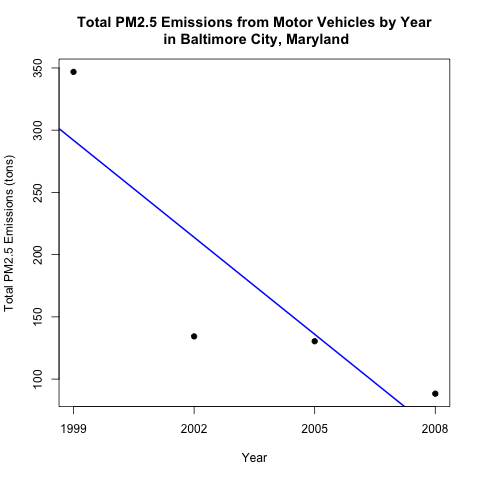 Total PM2.5 Emissions from Motor Vehicles by Year
in Baltimore City, Maryland
Total PM2.5 Emissions (tons)
350
300
250
200
150
100
1999
2002
2005
2008
Year